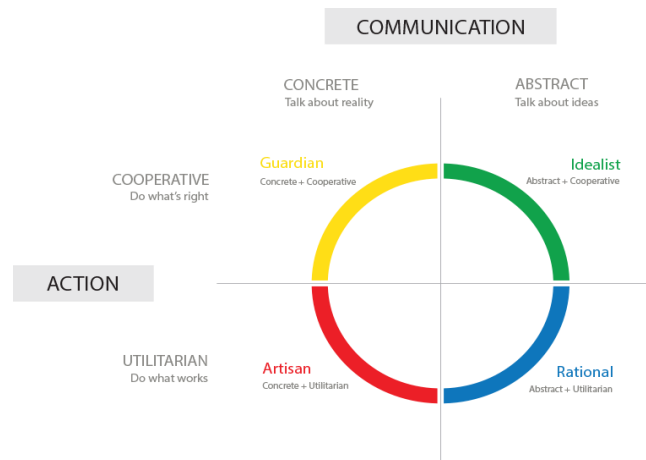 COMMUNICATION
CONCRETE
Talk about reality
ABSTRACT
Talk about ideas
Guardian
Concrete + Cooperative
Idealist
Abstract + Cooperative
COOPERATIVE
Do what's right
ACTION
UTILITARIAN
Do what works
Artisan
Concrete + Utilitarian
Rational
Abstract + Utilitarian